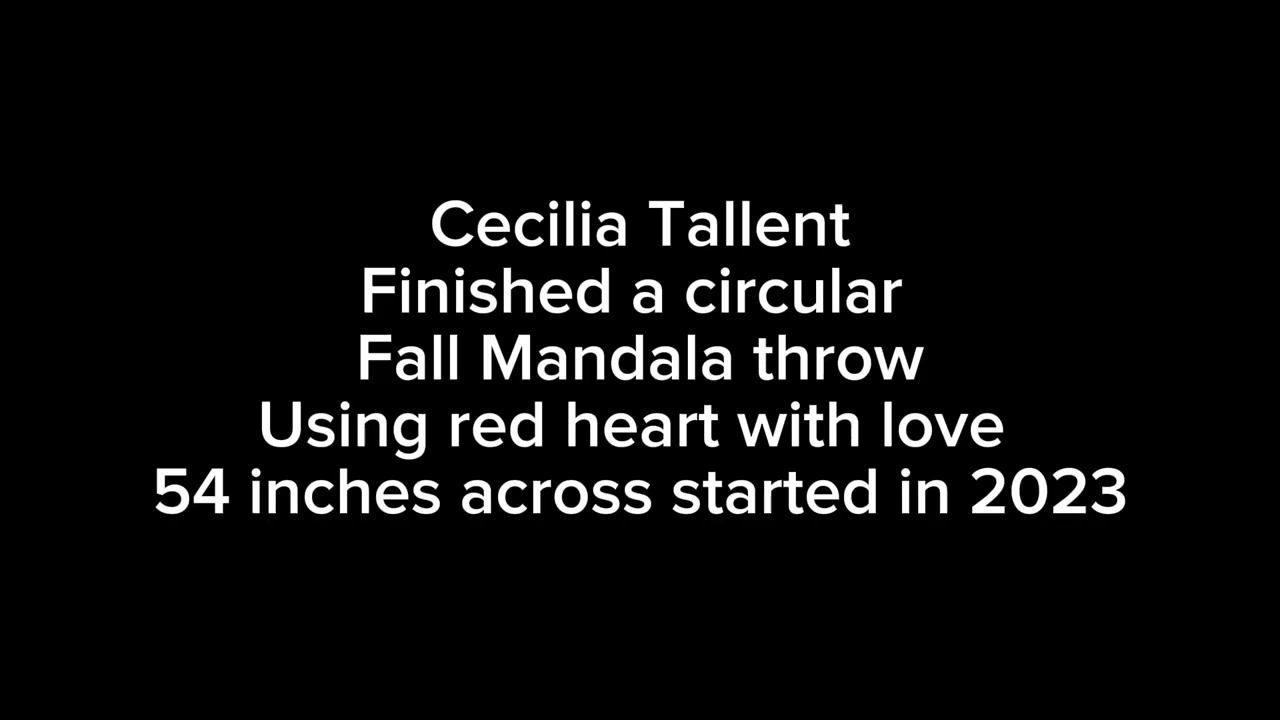 Cecilia Tallent
Finished a circular
Fall Mandala throw
Using red heart with love
54 inches across started in 2023